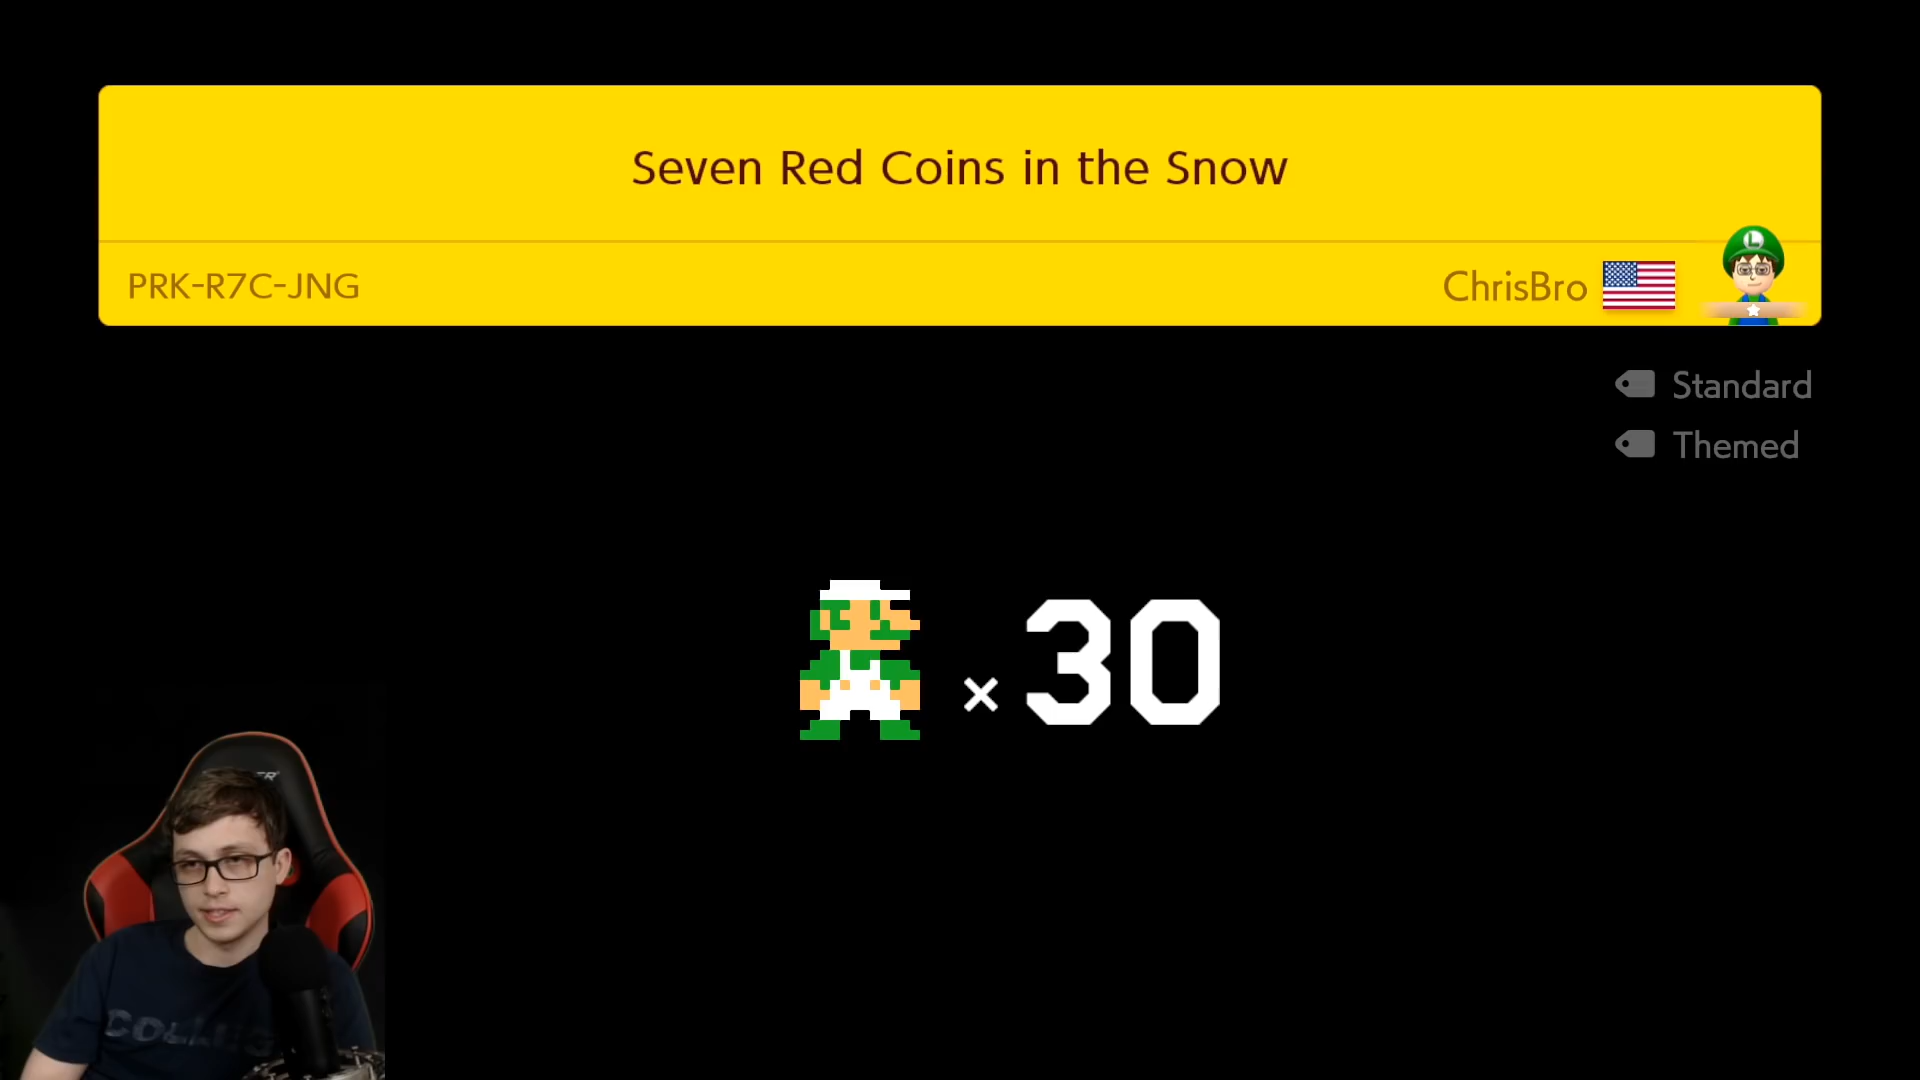 Seven Red Coins in the Snow
PRK-R7C-JNG
ChrisBro
Standard
Themed
× 30